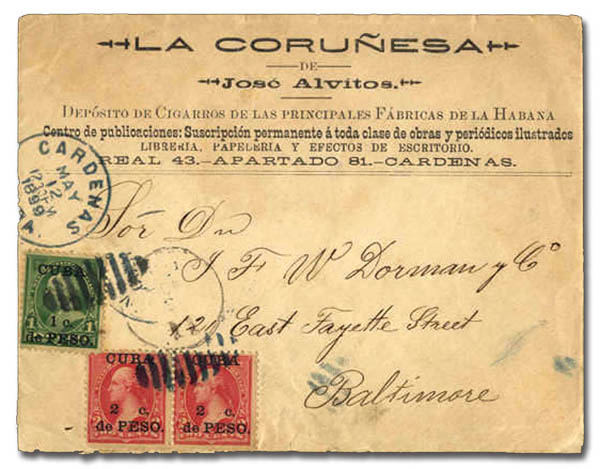 LA CORUÑESA
DE
José Alvitos.
DEPÓSITO DE CIGARROS DE LAS PRINCIPALES FÁBRICAS DE LA HABANA
Centro de publicaciones: Suscripción permanente á toda clase de obras y periódicos ilustrados
LIBRERIA, PAPELERIA Y EFECTOS DE ESCRITORIO.
REAL 43.-APARTADO 81.-CARDENAS.
CARDENAS
MAY
12
1899
Sor Dn
J F W Dorman y Co
121 East Fayette Street
Baltimore
CUBA
1 c.
de PESO.
CUBA
2 c.
de PESO.
CUBA
2 c.
de PESO.